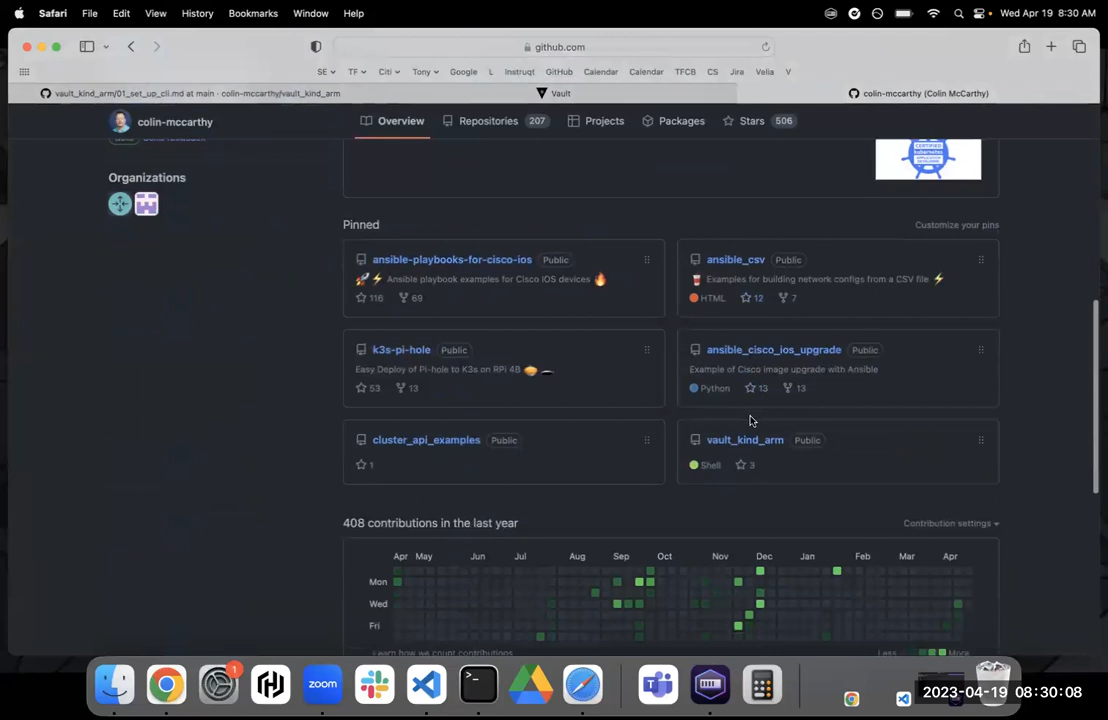 Safari File Edit View History Bookmarks Window Help Wed Apr 19 8:30 AM
github.com
SE TF Citi Tony Google L Instruqt GitHub Calendar Calendar TFCB CS Jira Velia V
vault_kind_arm/01_set_up_cli.md at main · colin-mccarthy/vault_kind_arm Vault colin-mccarthy (Colin McCarthy)
colin-mccarthy Overview Repositories 207 Projects Packages Stars 506
Organizations
Pinned Customize your pins
ansible-playbooks-for-cisco-ios Public
🚀⚡ Ansible playbook examples for Cisco IOS devices 🔥
116 69
ansible_csv Public
Examples for building network configs from a CSV file ⚡
HTML 12 7
k3s-pi-hole Public
Easy Deploy of Pi-hole to K3s on RPi 4B
53 13
ansible_cisco_ios_upgrade Public
Example of Cisco image upgrade with Ansible
Python 13 13
cluster_api_examples Public
1
vault_kind_arm Public
Shell 3
408 contributions in the last year Contribution settings
Apr May Jun Jul Aug Sep Oct Nov Dec Jan Feb Mar Apr
Mon
Wed
Fri
Learn how we count contributions Less More
1
zoom
2023-04-19 08:30:08